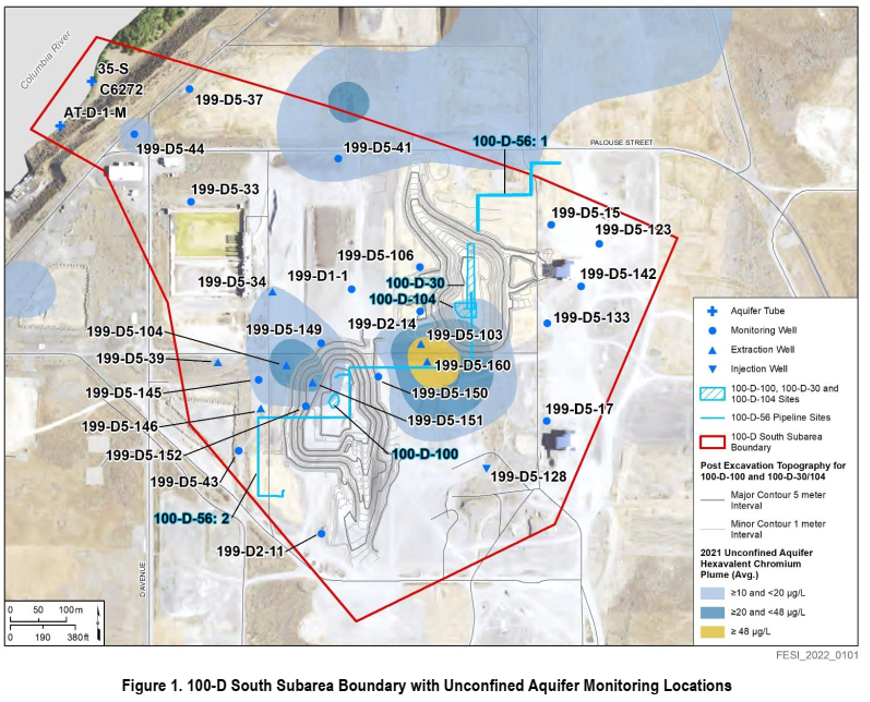 Columbia River
35-S
C6272
199-D5-37
AT-D-1-M
199-D5-44
199-D5-41
100-D-56: 1
PALOUSE STREET
199-D5-33
199-D5-15
199-D5-123
199-D5-106
199-D5-34
199-D1-1
100-D-30
199-D5-142
100-D-104
199-D5-104
199-D5-149
199-D2-14
199-D5-103
199-D5-133
199-D5-39
199-D5-160
199-D5-145
199-D5-150
199-D5-146
199-D5-151
199-D5-17
199-D5-152
100-D-100
199-D5-43
199-D5-128
100-D-56: 2
199-D2-11
D AVENUE
0 50 100 m
0 190 380 ft
Aquifer Tube
Monitoring Well
Extraction Well
Injection Well
100-D-100, 100-D-30 and
100-D-104 Sites
100-D-56 Pipeline Sites
100-D South Subarea
Boundary
Post Excavation Topography for
100-D-100 and 100-D-30/104
Major Contour 5 meter
Interval
Minor Contour 1 meter
Interval
2021 Unconfined Aquifer
Hexavalent Chromium
Plume (Avg.)
≥10 and <20 µg/L
≥20 and <48 µg/L
≥ 48 µg/L
FESI_2022_0101
Figure 1. 100-D South Subarea Boundary with Unconfined Aquifer Monitoring Locations